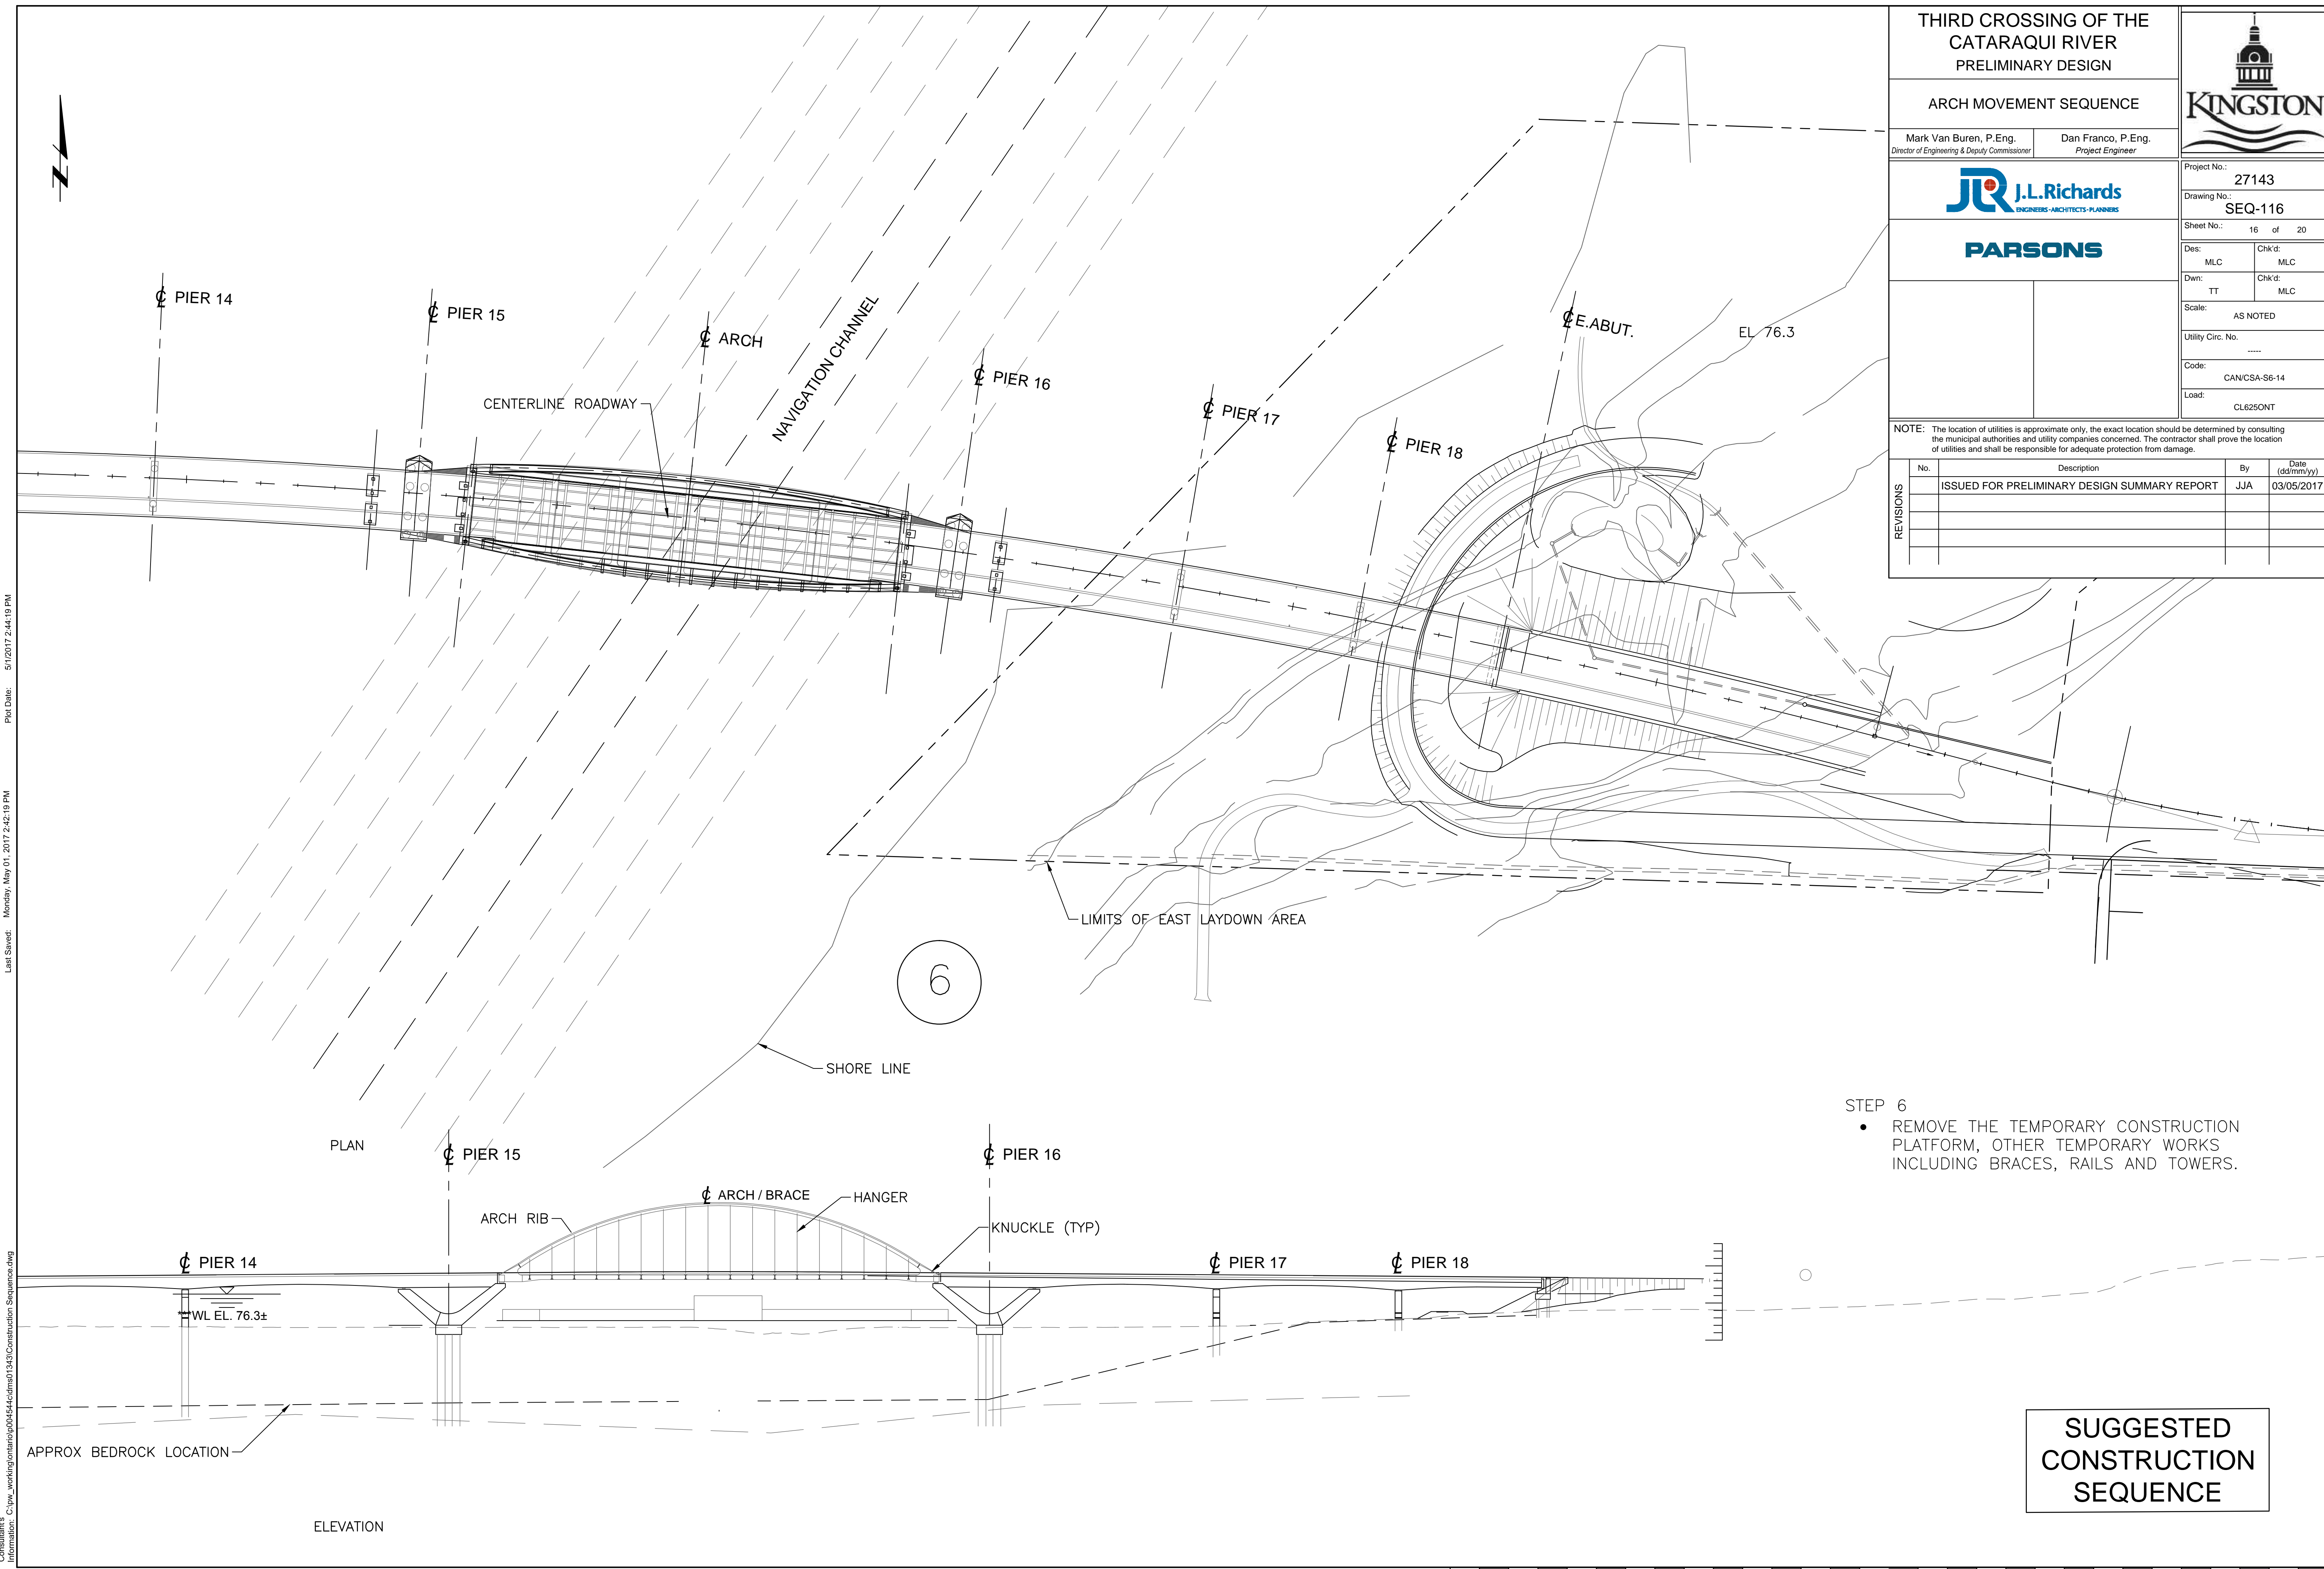 THIRD CROSSING OF THE
CATARAQUI RIVER
PRELIMINARY DESIGN
ARCH MOVEMENT SEQUENCE
Mark Van Buren, P.Eng.
Director of Engineering & Deputy Commissioner
Dan Franco, P.Eng.
Project Engineer
KINGSTON
J.L.Richards
ENGINEERS·ARCHITECTS·PLANNERS
PARSONS
Project No.:
27143
Drawing No.:
SEQ-116
Sheet No.: 16 of 20
Des: MLC
Chk'd: MLC
Dwn: TT
Chk'd: MLC
Scale:
AS NOTED
Utility Circ. No.
-----
Code:
CAN/CSA-S6-14
Load:
CL625ONT
NOTE: The location of utilities is approximate only, the exact location should be determined by consulting
the municipal authorities and utility companies concerned. The contractor shall prove the location
of utilities and shall be responsible for adequate protection from damage.
REVISIONS
No. Description By Date
(dd/mm/yy)
ISSUED FOR PRELIMINARY DESIGN SUMMARY REPORT JJA 03/05/2017
N
℄ PIER 14
℄ PIER 15
℄ ARCH
NAVIGATION CHANNEL
℄ PIER 16
℄ PIER 17
℄ PIER 18
℄ E.ABUT.
EL 76.3
CENTERLINE ROADWAY
LIMITS OF EAST LAYDOWN AREA
6
SHORE LINE
PLAN
STEP 6
• REMOVE THE TEMPORARY CONSTRUCTION
PLATFORM, OTHER TEMPORARY WORKS
INCLUDING BRACES, RAILS AND TOWERS.
℄ PIER 15
℄ PIER 16
℄ ARCH / BRACE
HANGER
ARCH RIB
KNUCKLE (TYP)
℄ PIER 14
℄ PIER 17
℄ PIER 18
WL EL. 76.3±
APPROX BEDROCK LOCATION
ELEVATION
SUGGESTED
CONSTRUCTION
SEQUENCE
Plot Date: 5/1/2017 2:44:19 PM
Last Saved: Monday, May 01, 2017 2:42:19 PM
Consultant's
Information: C:\pw_working\ontario\p004544c\dms01343\Construction Sequence.dwg